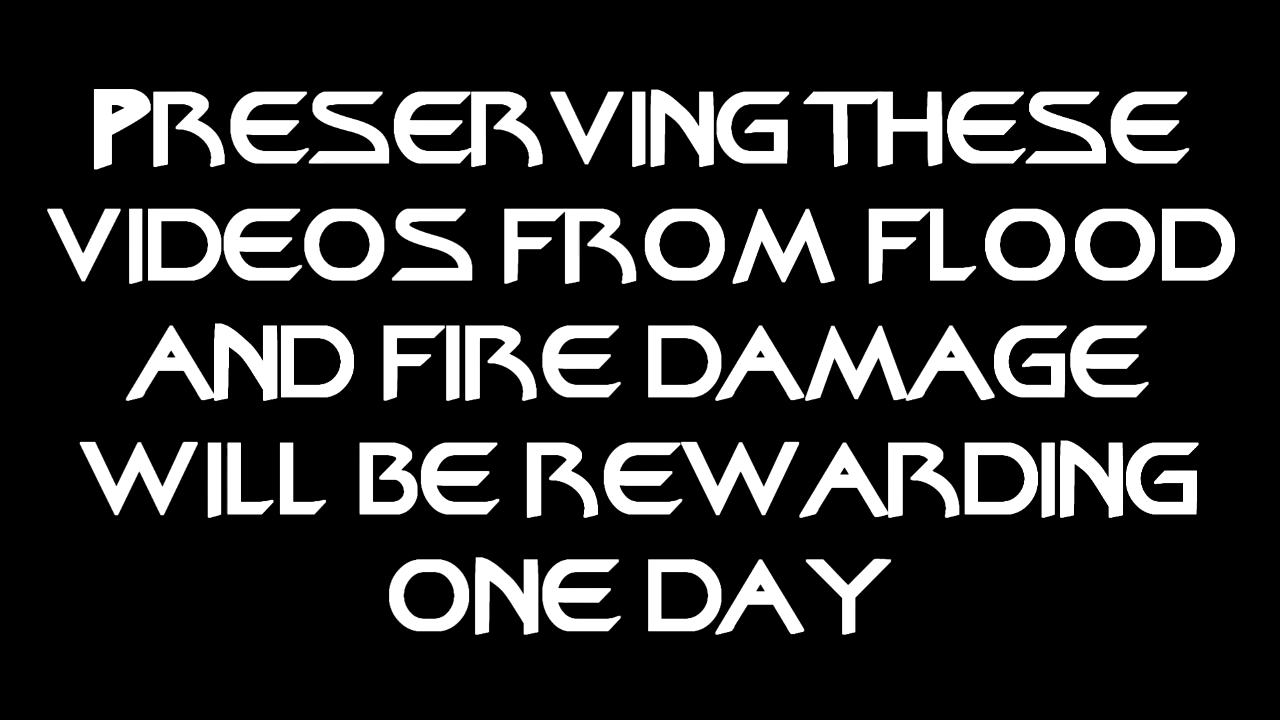 PRESERVING THESE
VIDEOS FROM FLOOD
AND FIRE DAMAGE
WILL BE REWARDING
ONE DAY